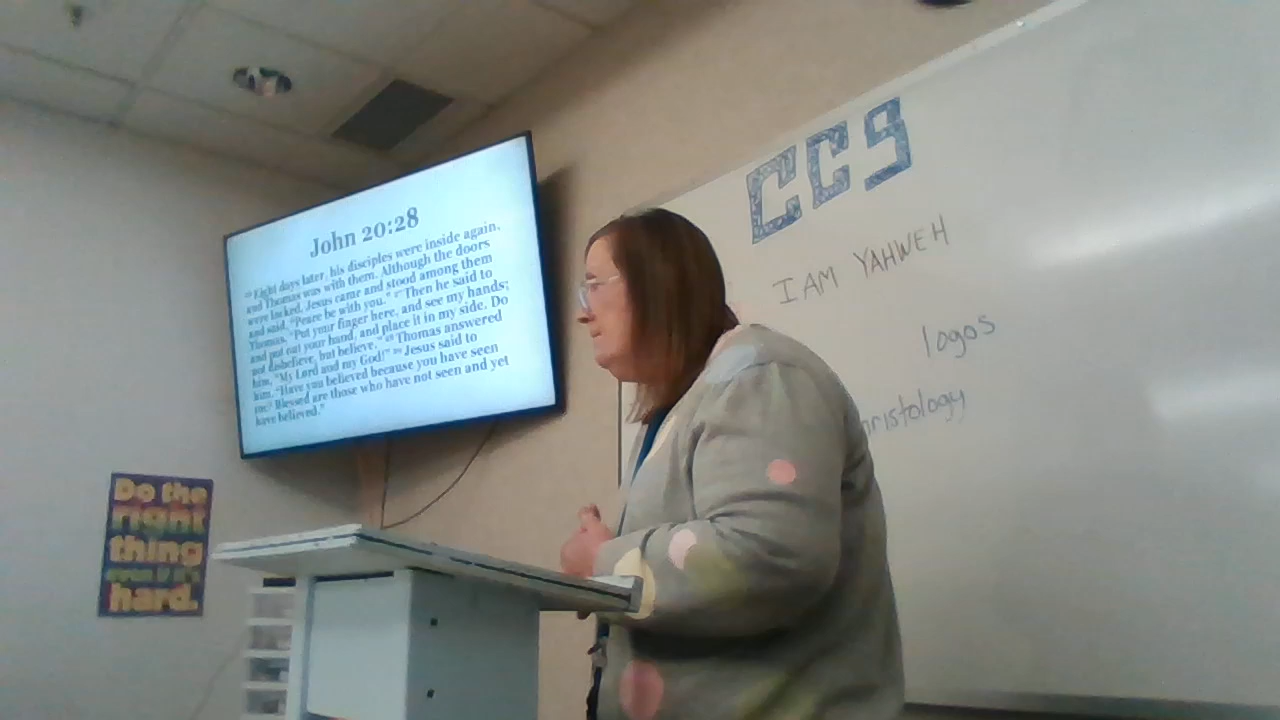 John 20:28
²⁶ Eight days later, his disciples were inside again,
and Thomas was with them. Although the doors
were locked, Jesus came and stood among them
and said, "Peace be with you." ²⁷ Then he said to
Thomas, "Put your finger here, and see my hands;
and put out your hand, and place it in my side. Do
not disbelieve, but believe." ²⁸ Thomas answered
him, "My Lord and my God!" ²⁹ Jesus said to
him, "Have you believed because you have seen
me? Blessed are those who have not seen and yet
have believed."
CCS
I AM YAHWEH
logos
hristology
Do the
right
thing
even if it's
hard.